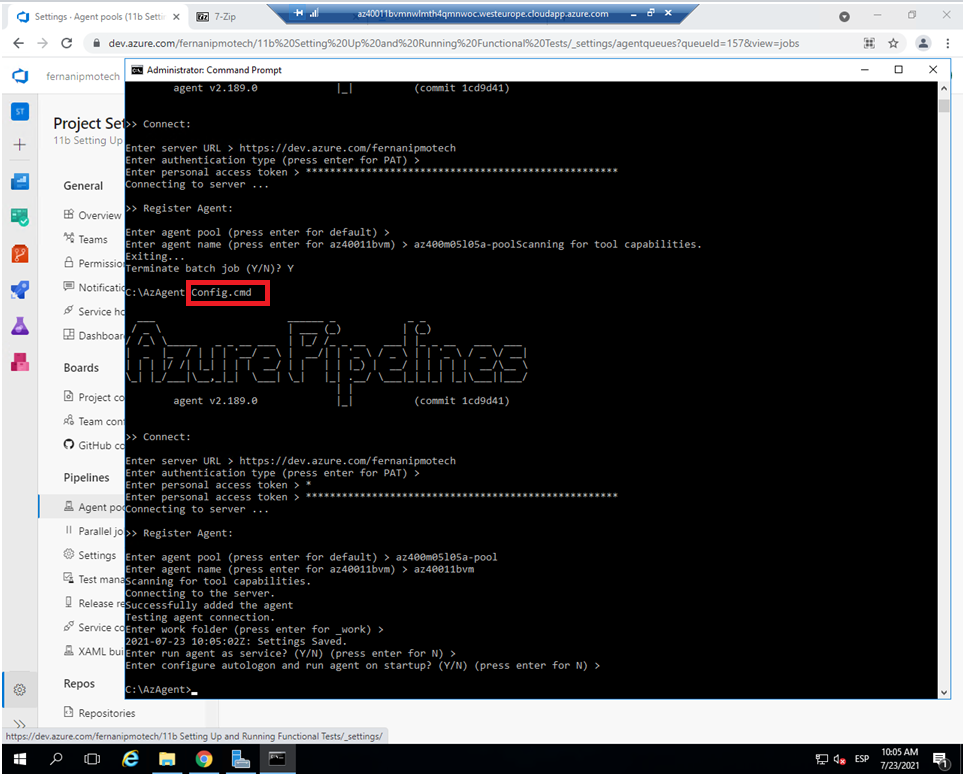 Settings - Agent pools (11b Setti
7-Zip
az40011bvmnwlmth4qmnwoc.westeurope.cloudapp.azure.com
dev.azure.com/fernanipmotech/11b%20Setting%20Up%20and%20Running%20Functional%20Tests/_settings/agentqueues?queueId=157&view=jobs
fernanipmotech
ST
Project Set
11b Setting Up
General
Overview
Teams
Permission
Notificatio
Service ho
Dashboar
Boards
Project co
Team conf
GitHub co
Pipelines
Agent poo
Parallel jo
Settings
Test mana
Release re
Service co
XAML bui
Repos
Repositories
Administrator: Command Prompt
agent v2.189.0 |_| (commit 1cd9d41)
>> Connect:
Enter server URL > https://dev.azure.com/fernanipmotech
Enter authentication type (press enter for PAT) >
Enter personal access token > ****************************************************
Connecting to server ...
>> Register Agent:
Enter agent pool (press enter for default) >
Enter agent name (press enter for az40011bvm) > az400m05l05a-poolScanning for tool capabilities.
Exiting...
Terminate batch job (Y/N)? Y
C:\AzAgent Config.cmd
Azure Pipelines
agent v2.189.0 |_| (commit 1cd9d41)
>> Connect:
Enter server URL > https://dev.azure.com/fernanipmotech
Enter authentication type (press enter for PAT) >
Enter personal access token > *
Enter personal access token > ****************************************************
Connecting to server ...
>> Register Agent:
Enter agent pool (press enter for default) > az400m05l05a-pool
Enter agent name (press enter for az40011bvm) > az40011bvm
Scanning for tool capabilities.
Connecting to the server.
Successfully added the agent
Testing agent connection.
Enter work folder (press enter for _work) >
2021-07-23 10:05:02Z: Settings Saved.
Enter run agent as service? (Y/N) (press enter for N) >
Enter configure autologon and run agent on startup? (Y/N) (press enter for N) >
C:\AzAgent>
https://dev.azure.com/fernanipmotech/11b Setting Up and Running Functional Tests/_settings/
ESP
10:05 AM
7/23/2021
1